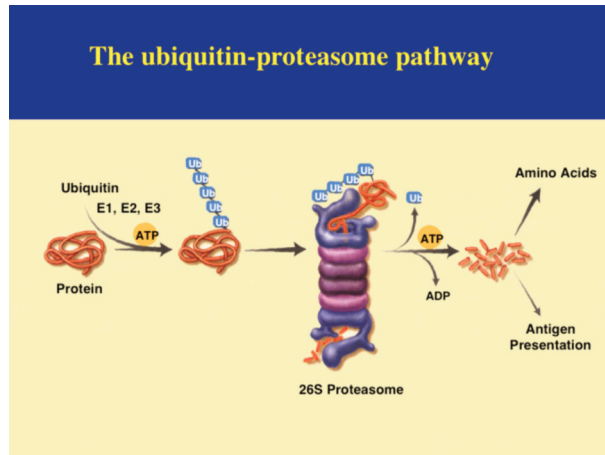 The ubiquitin-proteasome pathway
Ubiquitin
E1, E2, E3
ATP
Protein
Ub
Ub
Ub
Ub
Ub
Ub
Ub
Ub
Ub
26S Proteasome
Ub
ATP
ADP
Amino Acids
Antigen
Presentation